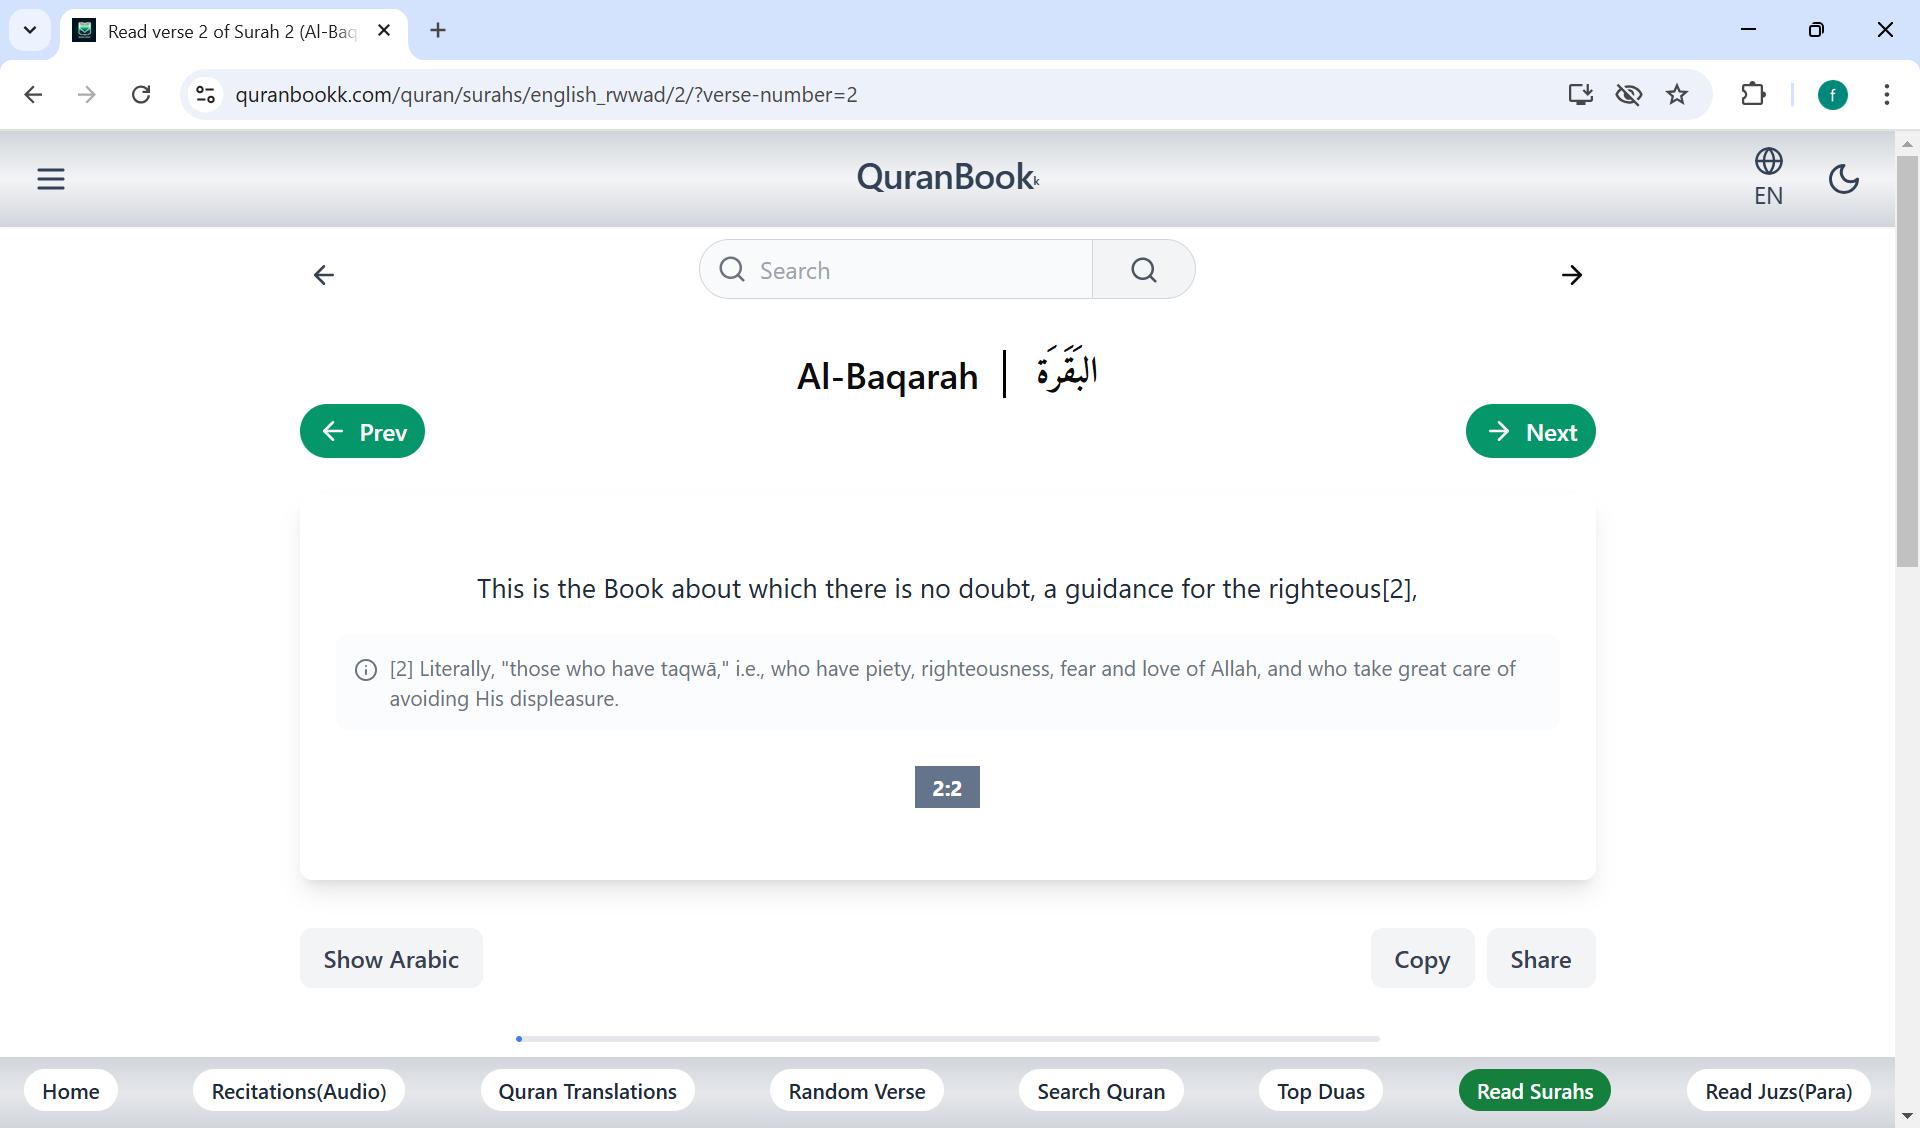 Read verse 2 of Surah 2 (Al-Baq
quranbookk.com/quran/surahs/english_rwwad/2/?verse-number=2
f
QuranBookk
EN
Search
Al-Baqarah | البَقَرَة
Prev
Next
This is the Book about which there is no doubt, a guidance for the righteous[2],
[2] Literally, "those who have taqwā," i.e., who have piety, righteousness, fear and love of Allah, and who take great care of
avoiding His displeasure.
2:2
Show Arabic
Copy
Share
Home
Recitations(Audio)
Quran Translations
Random Verse
Search Quran
Top Duas
Read Surahs
Read Juzs(Para)